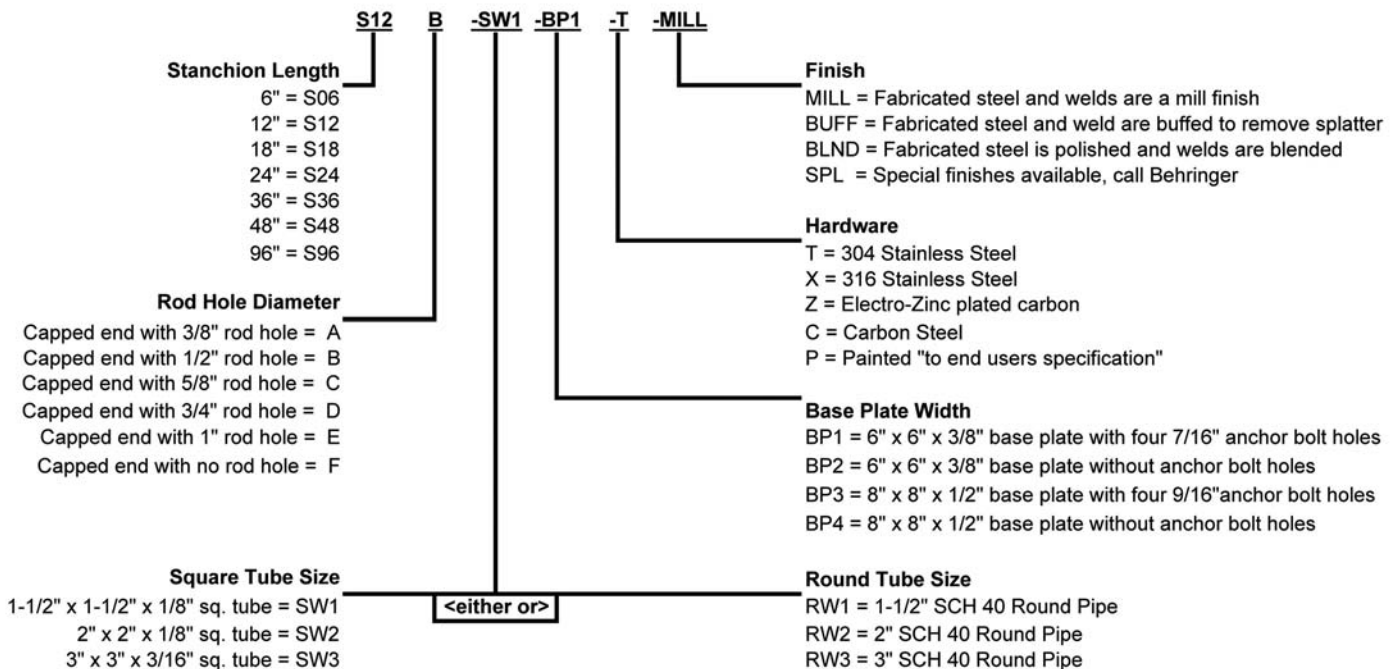 S12 B -SW1 -BP1 -T -MILL
Stanchion Length
6" = S06
12" = S12
18" = S18
24" = S24
36" = S36
48" = S48
96" = S96
Rod Hole Diameter
Capped end with 3/8" rod hole = A
Capped end with 1/2" rod hole = B
Capped end with 5/8" rod hole = C
Capped end with 3/4" rod hole = D
Capped end with 1" rod hole = E
Capped end with no rod hole = F
Square Tube Size
1-1/2" x 1-1/2" x 1/8" sq. tube = SW1
2" x 2" x 1/8" sq. tube = SW2
3" x 3" x 3/16" sq. tube = SW3
<either or>
Finish
MILL = Fabricated steel and welds are a mill finish
BUFF = Fabricated steel and weld are buffed to remove splatter
BLND = Fabricated steel is polished and welds are blended
SPL = Special finishes available, call Behringer
Hardware
T = 304 Stainless Steel
X = 316 Stainless Steel
Z = Electro-Zinc plated carbon
C = Carbon Steel
P = Painted "to end users specification"
Base Plate Width
BP1 = 6" x 6" x 3/8" base plate with four 7/16" anchor bolt holes
BP2 = 6" x 6" x 3/8" base plate without anchor bolt holes
BP3 = 8" x 8" x 1/2" base plate with four 9/16"anchor bolt holes
BP4 = 8" x 8" x 1/2" base plate without anchor bolt holes
Round Tube Size
RW1 = 1-1/2" SCH 40 Round Pipe
RW2 = 2" SCH 40 Round Pipe
RW3 = 3" SCH 40 Round Pipe